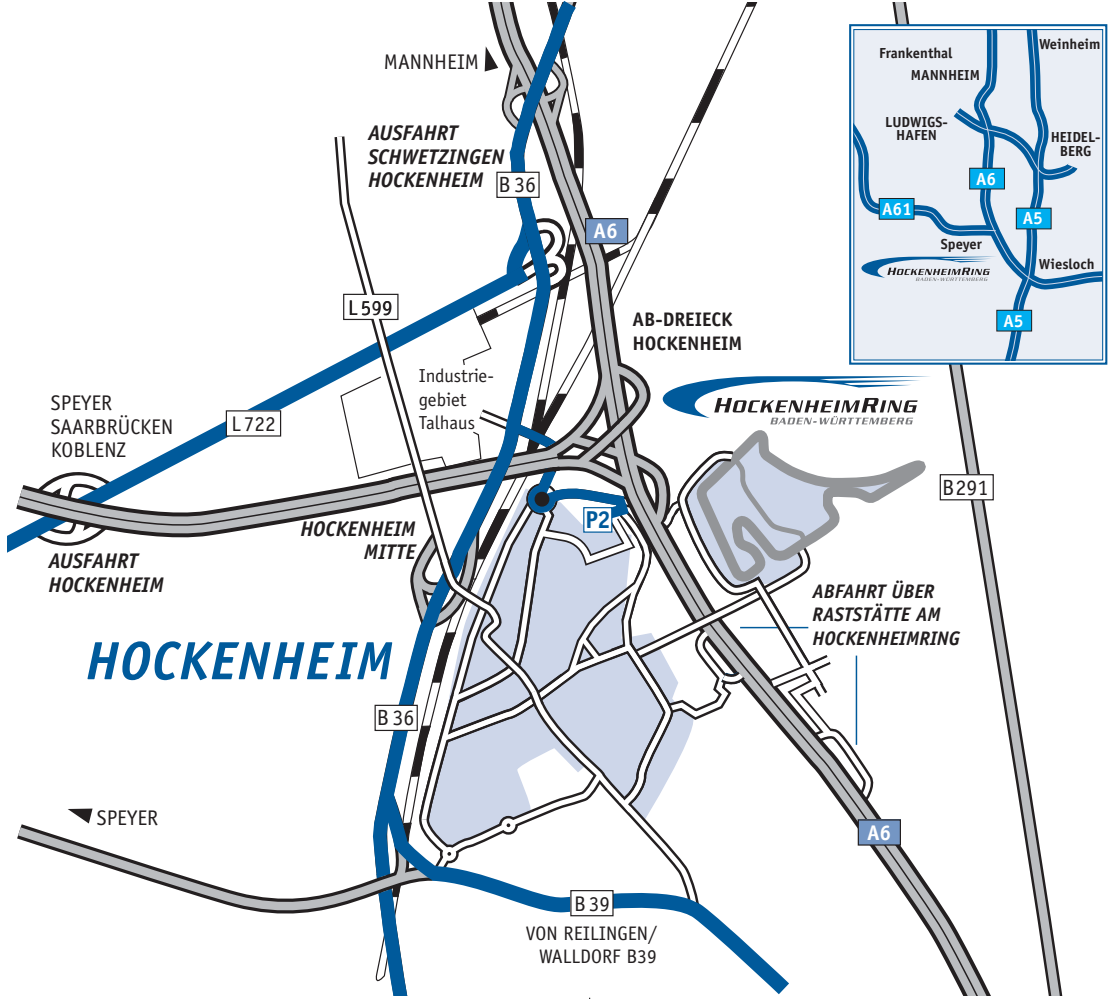 MANNHEIM
AUSFAHRT
SCHWETZINGEN
HOCKENHEIM
B 36
A6
L 599
AB-DREIECK
HOCKENHEIM
Industrie-
gebiet
Talhaus
SPEYER
SAARBRÜCKEN
KOBLENZ
L 722
HOCKENHEIMRING
BADEN-WÜRTTEMBERG
B 291
P2
HOCKENHEIM
MITTE
AUSFAHRT
HOCKENHEIM
ABFAHRT ÜBER
RASTSTÄTTE AM
HOCKENHEIMRING
HOCKENHEIM
B 36
SPEYER
A6
B 39
VON REILINGEN/
WALLDORF B39
Frankenthal
Weinheim
MANNHEIM
LUDWIGS-
HAFEN
HEIDEL-
BERG
A6
A61
A5
Speyer
HOCKENHEIMRING
BADEN-WÜRTTEMBERG
Wiesloch
A5